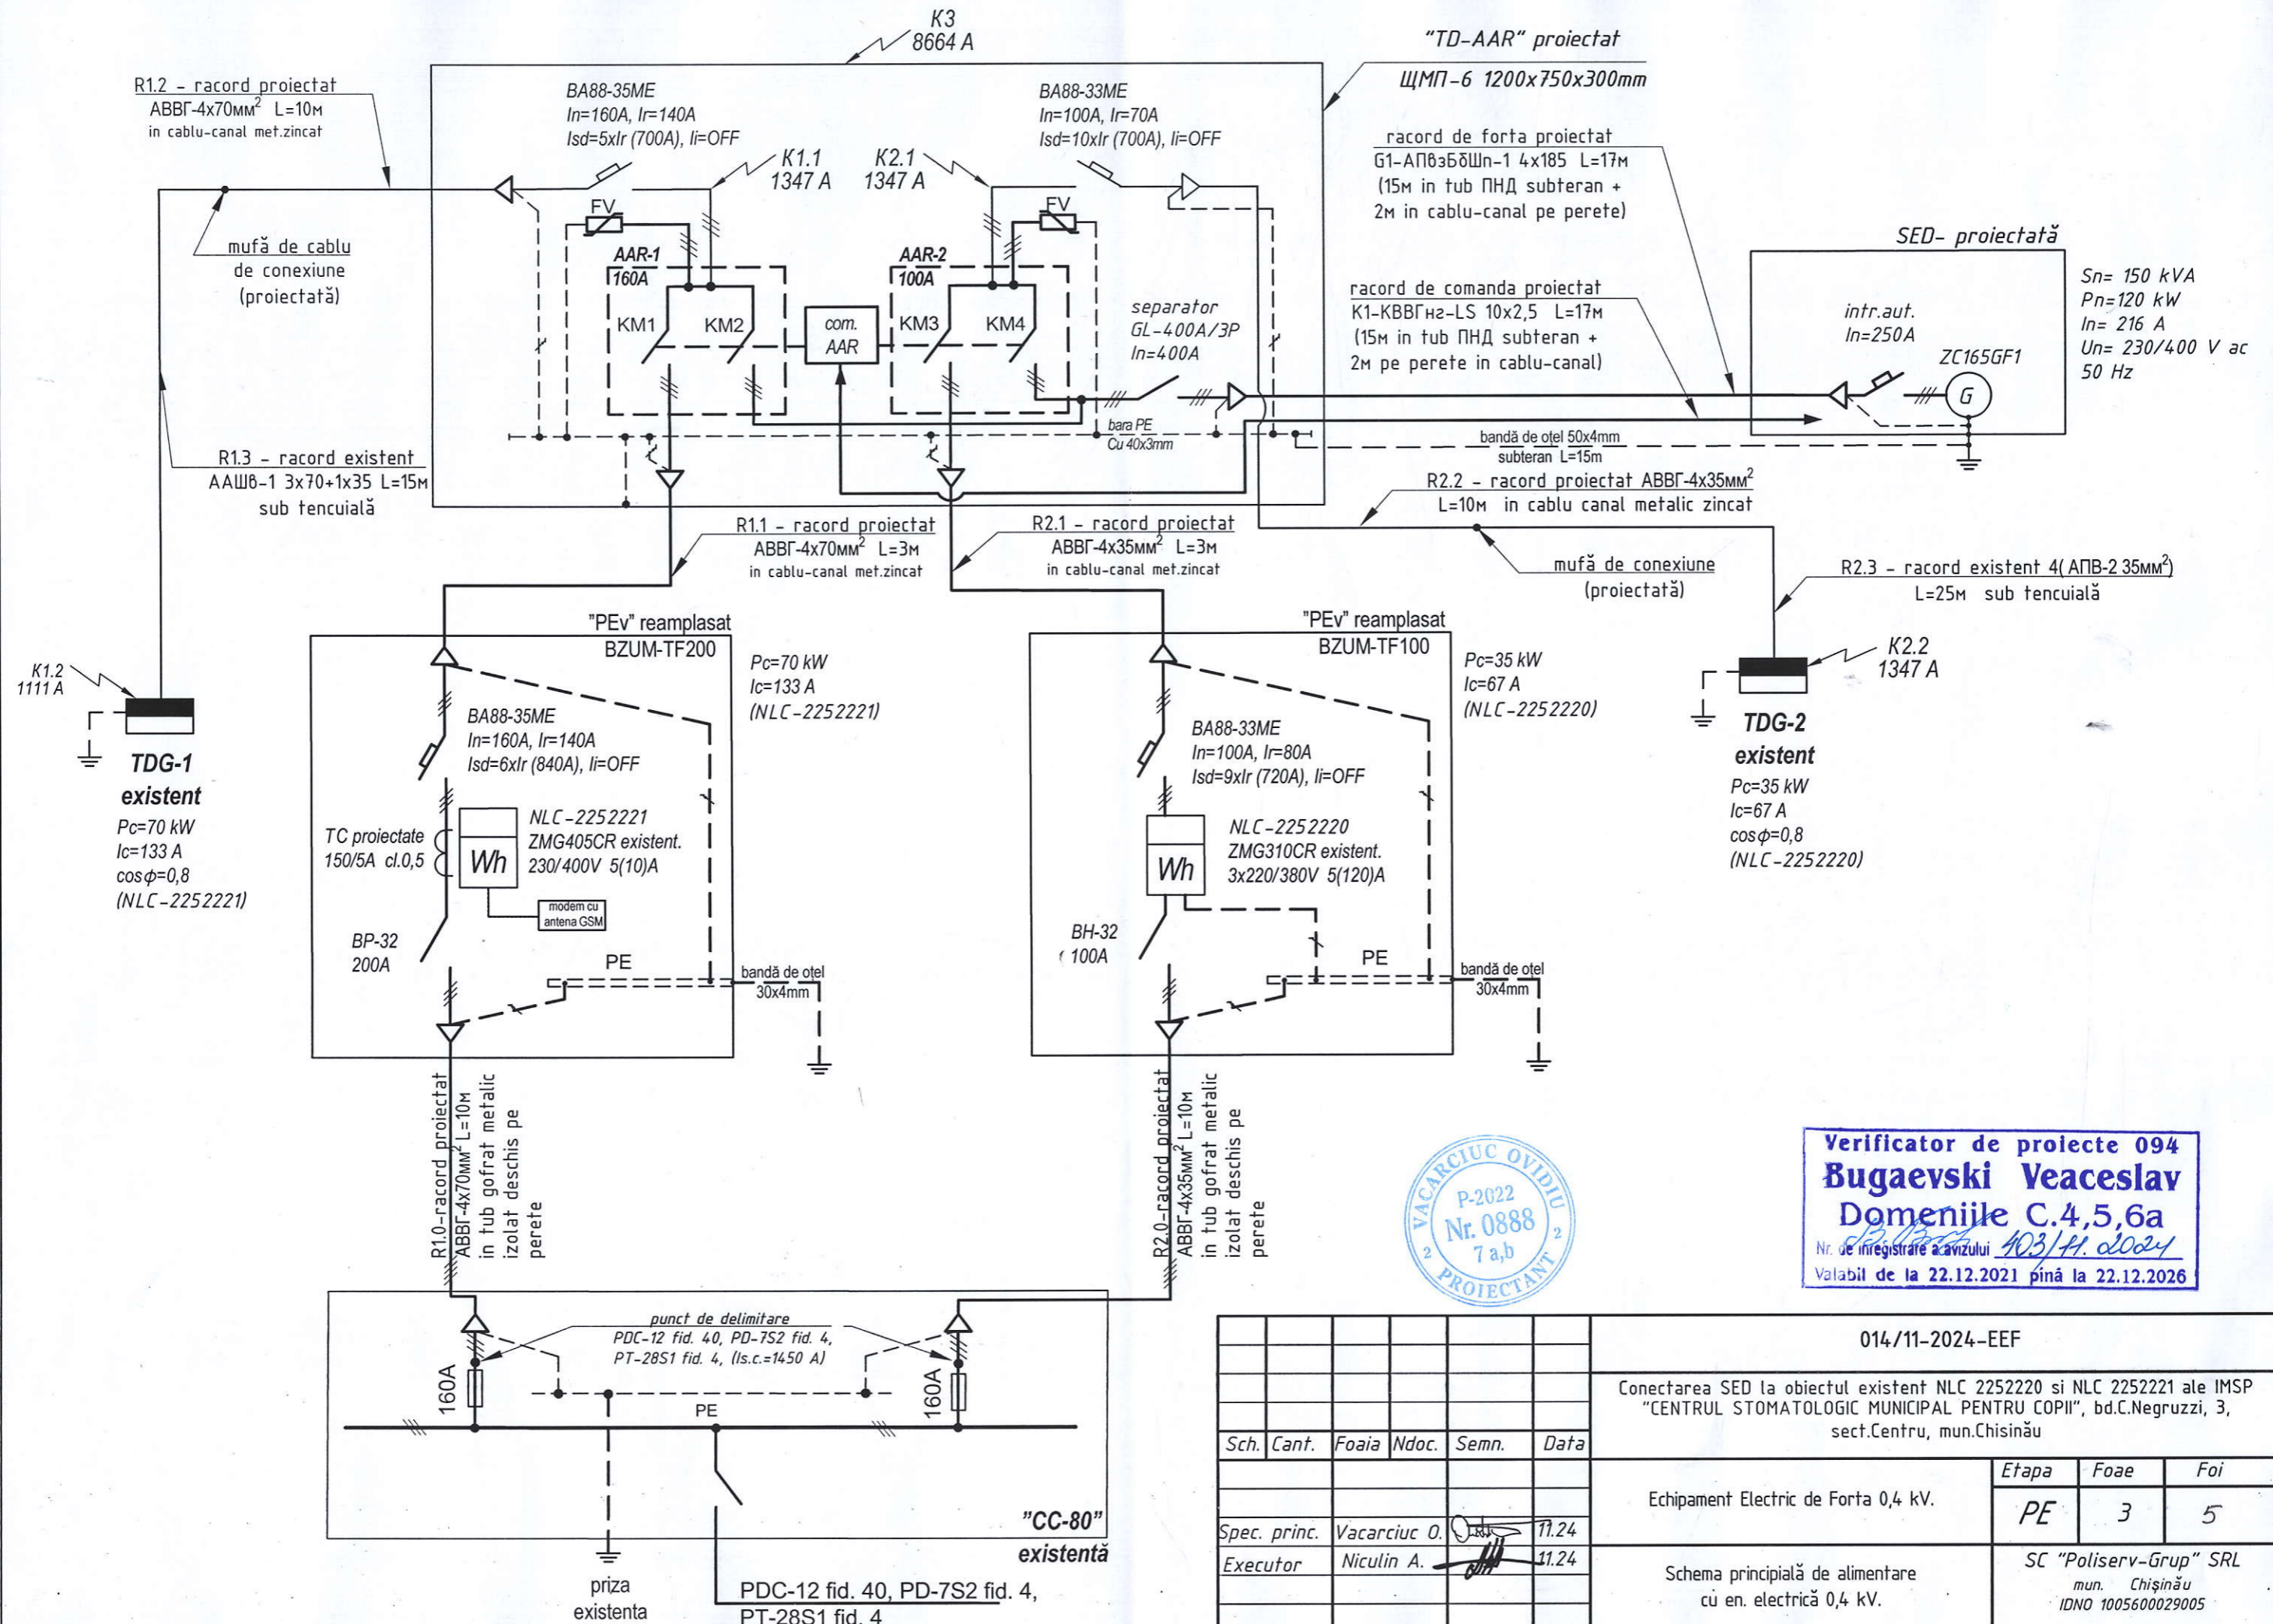 K3
8664 A
"TD-AAR" proiectat
ЩМП-6 1200x750x300mm
R1.2 - racord proiectat
АВВГ-4x70мм² L=10м
in cablu-canal met.zincat
BA88-35ME
In=160A, Ir=140A
Isd=5xIr (700A), Ii=OFF
K1.1
1347 A
K2.1
1347 A
BA88-33ME
In=100A, Ir=70A
Isd=10xIr (700A), Ii=OFF
racord de forta proiectat
G1-АПВзБбШп-1 4x185 L=17м
(15м in tub ПНД subteran +
2м in cablu-canal pe perete)
mufă de cablu
de conexiune
(proiectată)
FV
FV
AAR-1
160A
KM1
KM2
com.
AAR
AAR-2
100A
KM3
KM4
separator
GL-400A/3P
In=400A
racord de comanda proiectat
K1-КВВГнг-LS 10x2,5 L=17м
(15м in tub ПНД subteran +
2м pe perete in cablu-canal)
SED- proiectată
intr.aut.
In=250A
ZC165GF1
G
Sn= 150 kVA
Pn=120 kW
In= 216 A
Un= 230/400 V ac
50 Hz
bara PE
Cu 40x3mm
bandă de oțel 50x4mm
subteran L=15m
R1.3 - racord existent
ААШв-1 3x70+1x35 L=15м
sub tencuială
R2.2 - racord proiectat АВВГ-4x35мм²
L=10м in cablu canal metalic zincat
R1.1 - racord proiectat
АВВГ-4x70мм² L=3м
in cablu-canal met.zincat
R2.1 - racord proiectat
АВВГ-4x35мм² L=3м
in cablu-canal met.zincat
mufă de conexiune
(proiectată)
R2.3 - racord existent 4(АПВ-2 35мм²)
L=25м sub tencuială
K1.2
1111 A
TDG-1
existent
Pc=70 kW
Ic=133 A
cosφ=0,8
(NLC-2252221)
"PEv" reamplasat
BZUM-TF200
Pc=70 kW
Ic=133 A
(NLC-2252221)
BA88-35ME
In=160A, Ir=140A
Isd=6xIr (840A), Ii=OFF
TC proiectate
150/5A cl.0,5
Wh
NLC-2252221
ZMG405CR existent.
230/400V 5(10)A
modem cu
antena GSM
BP-32
200A
PE
bandă de oțel
30x4mm
"PEv" reamplasat
BZUM-TF100
Pc=35 kW
Ic=67 A
(NLC-2252220)
BA88-33ME
In=100A, Ir=80A
Isd=9xIr (720A), Ii=OFF
Wh
NLC-2252220
ZMG310CR existent.
3x220/380V 5(120)A
BH-32
100A
PE
bandă de oțel
30x4mm
K2.2
1347 A
TDG-2
existent
Pc=35 kW
Ic=67 A
cosφ=0,8
(NLC-2252220)
R1.0-racord proiectat
АВВГ-4x70мм² L=10м
in tub gofrat metalic
izolat deschis pe
perete
R2.0-racord proiectat
АВВГ-4x35мм² L=10м
in tub gofrat metalic
izolat deschis pe
perete
VACARCIUC OVIDIU
P-2022
Nr. 0888
7 a,b
2 PROIECTANT 2
Verificator de proiecte 094
Bugaevski Veaceslav
Domeniile C.4,5,6a
Nr. de inregistrare a avizului 403/11.2024
Valabil de la 22.12.2021 pină la 22.12.2026
punct de delimitare
PDC-12 fid. 40, PD-7S2 fid. 4,
PT-28S1 fid. 4, (Is.c.=1450 A)
160A
160A
PE
"CC-80"
existentă
priza
existenta
PDC-12 fid. 40, PD-7S2 fid. 4,
PT-28S1 fid. 4
014/11-2024-EEF
Conectarea SED la obiectul existent NLC 2252220 si NLC 2252221 ale IMSP
"CENTRUL STOMATOLOGIC MUNICIPAL PENTRU COPII", bd.C.Negruzzi, 3,
sect.Centru, mun.Chisinău
Sch. Cant. Foaia Ndoc. Semn. Data
Echipament Electric de Forta 0,4 kV.
Etapa Foae Foi
PE 3 5
Spec. princ. Vacarciuc O. 11.24
Executor Niculin A. 11.24
Schema principială de alimentare
cu en. electrică 0,4 kV.
SC "Poliserv-Grup" SRL
mun. Chişinău
IDNO 1005600029005